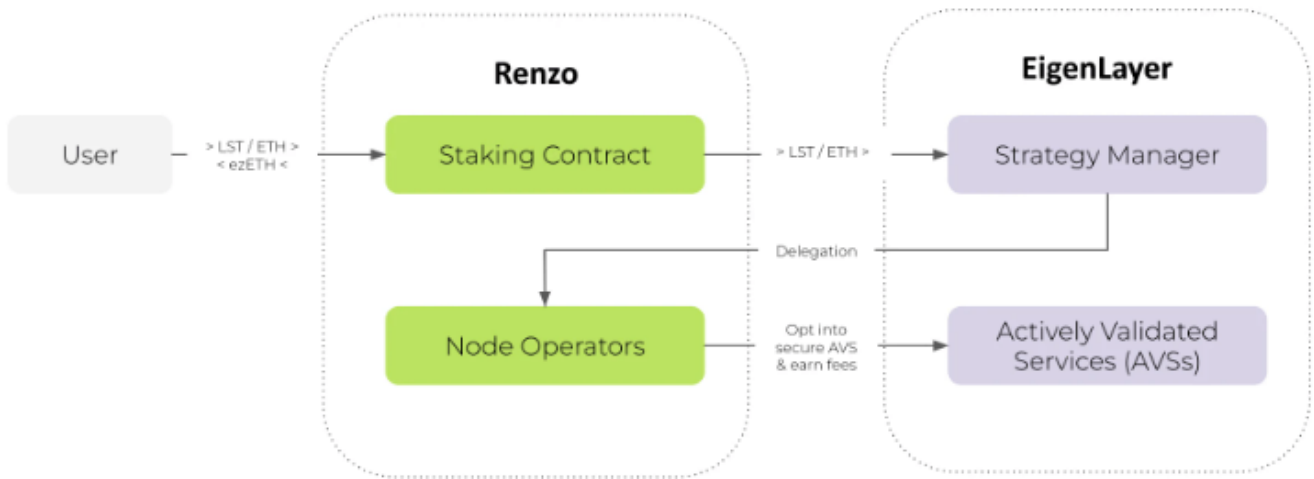 Renzo
EigenLayer
User
> LST / ETH >
< ezETH <
Staking Contract
> LST / ETH >
Strategy Manager
Delegation
Node Operators
Opt into
secure AVS
& earn fees
Actively Validated
Services (AVSs)